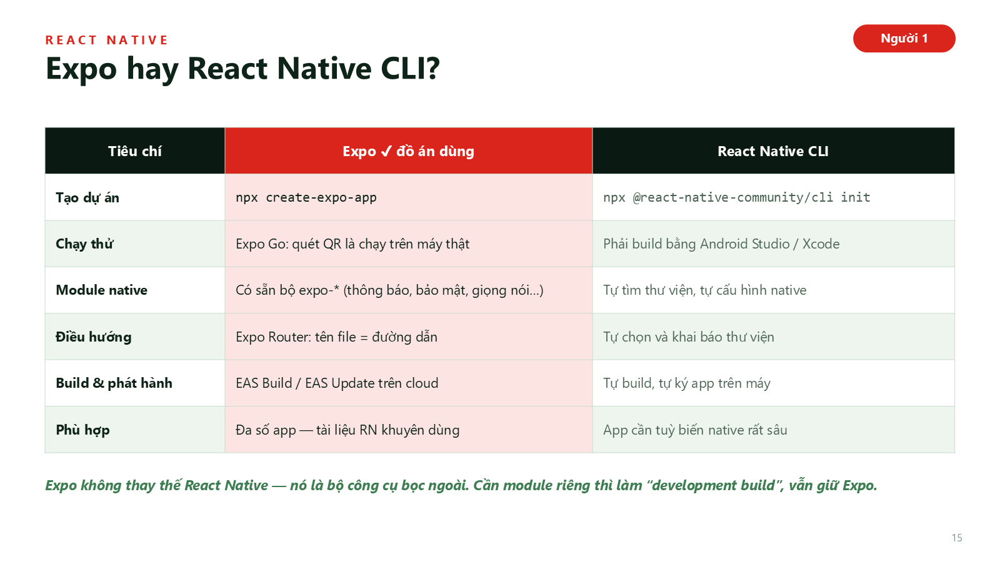 REACT NATIVE
Người 1
Expo hay React Native CLI?
Tiêu chí
Expo ✓ đồ án dùng
React Native CLI
Tạo dự án
npx create-expo-app
npx @react-native-community/cli init
Chạy thử
Expo Go: quét QR là chạy trên máy thật
Phải build bằng Android Studio / Xcode
Module native
Có sẵn bộ expo-* (thông báo, bảo mật, giọng nói...)
Tự tìm thư viện, tự cấu hình native
Điều hướng
Expo Router: tên file = đường dẫn
Tự chọn và khai báo thư viện
Build & phát hành
EAS Build / EAS Update trên cloud
Tự build, tự ký app trên máy
Phù hợp
Đa số app — tài liệu RN khuyên dùng
App cần tuỳ biến native rất sâu
Expo không thay thế React Native — nó là bộ công cụ bọc ngoài. Cần module riêng thì làm “development build”, vẫn giữ Expo.
15